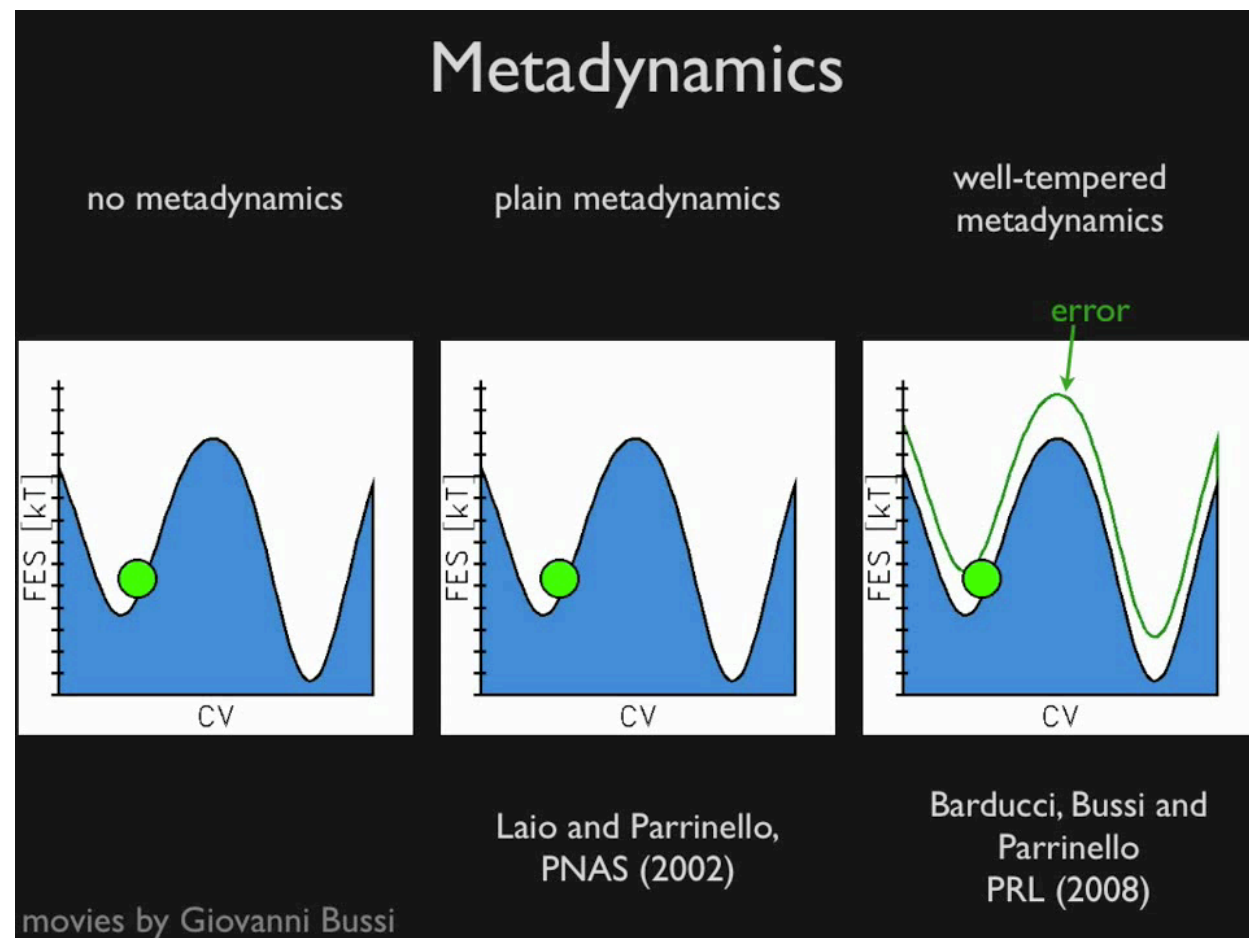 Metadynamics
no metadynamics
plain metadynamics
well-tempered
metadynamics
error
FES [kT]
CV
FES [kT]
CV
FES [kT]
CV
Laio and Parrinello,
PNAS (2002)
Barducci, Bussi and
Parrinello
PRL (2008)
movies by Giovanni Bussi